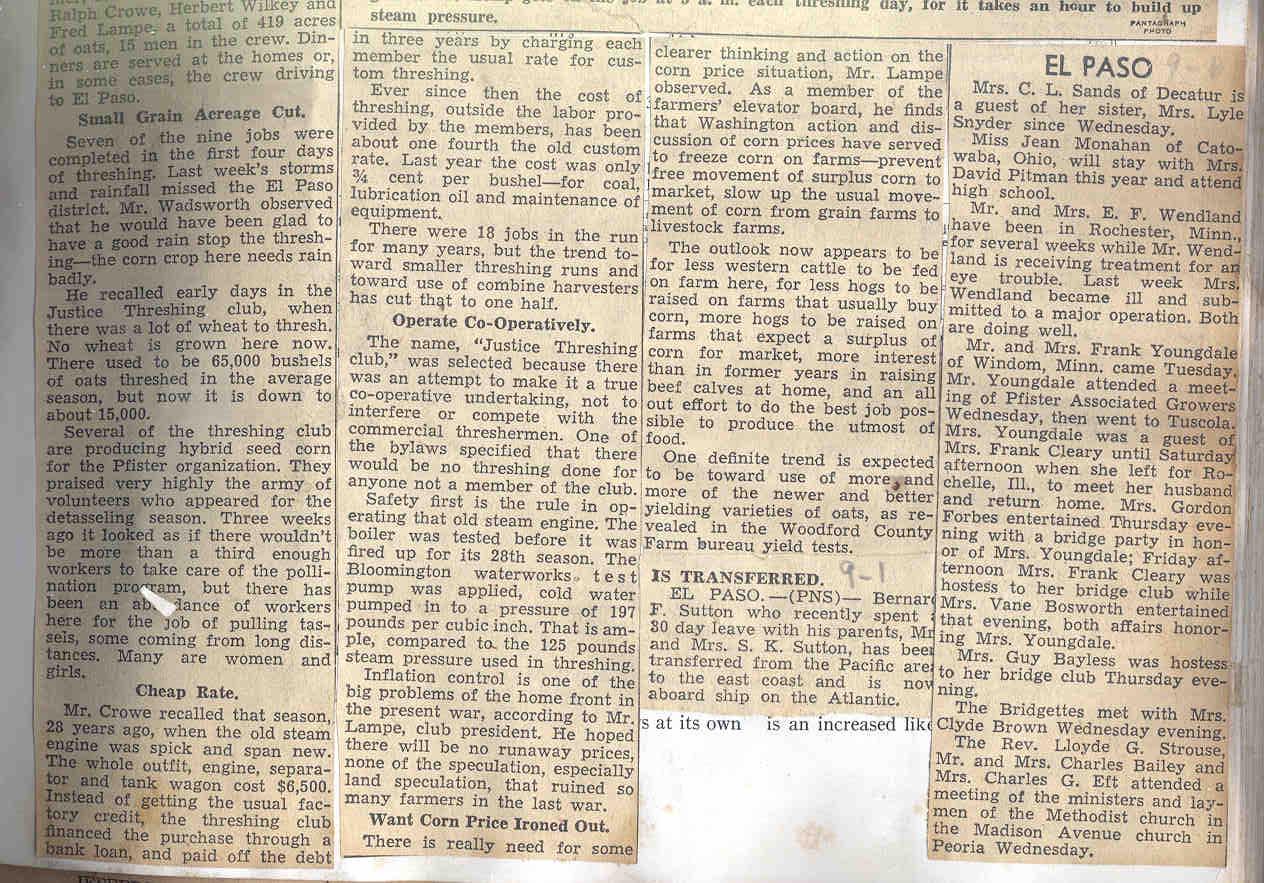 Ralph Crowe, Herbert Wilkey and
Fred Lampe, a total of 419 acres
of oats, 15 men in the crew. Din-
ners are served at the homes or,
in some cases, the crew driving
to El Paso.
Small Grain Acreage Cut.
Seven of the nine jobs were
completed in the first four days
of threshing. Last week's storms
and rainfall missed the El Paso
district. Mr. Wadsworth observed
that he would have been glad to
have a good rain stop the thresh-
ing—the corn crop here needs rain
badly.
He recalled early days in the
Justice Threshing club, when
there was a lot of wheat to thresh.
No wheat is grown here now.
There used to be 65,000 bushels
of oats threshed in the average
season, but now it is down to
about 15,000.
Several of the threshing club
are producing hybrid seed corn
for the Pfister organization. They
praised very highly the army of
volunteers who appeared for the
detasseling season. Three weeks
ago it looked as if there wouldn't
be more than a third enough
workers to take care of the polli-
nation program, but there has
been an ab dance of workers
here for the job of pulling tas-
sels, some coming from long dis-
tances. Many are women and
girls.
Cheap Rate.
Mr. Crowe recalled that season,
28 years ago, when the old steam
engine was spick and span new.
The whole outfit, engine, separa-
tor and tank wagon cost $6,500.
Instead of getting the usual fac-
tory credit, the threshing club
financed the purchase through a
bank loan, and paid off the debt
on the job at 5 a. m. each threshing day, for it takes an hour to build up
steam pressure.
PANTAGRAPH
PHOTO
in three years by charging each
member the usual rate for cus-
tom threshing.
Ever since then the cost of
threshing, outside the labor pro-
vided by the members, has been
about one fourth the old custom
rate. Last year the cost was only
¾ cent per bushel—for coal,
lubrication oil and maintenance of
equipment.
There were 18 jobs in the run
for many years, but the trend to-
ward smaller threshing runs and
toward use of combine harvesters
has cut that to one half.
Operate Co-Operatively.
The name, "Justice Threshing
club," was selected because there
was an attempt to make it a true
co-operative undertaking, not to
interfere or compete with the
commercial threshermen. One of
the bylaws specified that there
would be no threshing done for
anyone not a member of the club.
Safety first is the rule in op-
erating that old steam engine. The
boiler was tested before it was
fired up for its 28th season. The
Bloomington waterworks test
pump was applied, cold water
pumped in to a pressure of 197
pounds per cubic inch. That is am-
ple, compared to the 125 pounds
steam pressure used in threshing.
Inflation control is one of the
big problems of the home front in
the present war, according to Mr.
Lampe, club president. He hoped
there will be no runaway prices,
none of the speculation, especially
land speculation, that ruined so
many farmers in the last war.
Want Corn Price Ironed Out.
There is really need for some
clearer thinking and action on the
corn price situation, Mr. Lampe
observed. As a member of the
farmers' elevator board, he finds
that Washington action and dis-
cussion of corn prices have served
to freeze corn on farms—prevent
free movement of surplus corn to
market, slow up the usual move-
ment of corn from grain farms to
livestock farms.
The outlook now appears to be
for less western cattle to be fed
on farm here, for less hogs to be
raised on farms that usually buy
corn, more hogs to be raised on
farms that expect a surplus of
corn for market, more interest
than in former years in raising
beef calves at home, and an all
out effort to do the best job pos-
sible to produce the utmost of
food.
One definite trend is expected
to be toward use of more and
more of the newer and better
yielding varieties of oats, as re-
vealed in the Woodford County
Farm bureau yield tests.
IS TRANSFERRED. 9-1
EL PASO.—(PNS)— Bernar
F. Sutton who recently spent
30 day leave with his parents, Mr
and Mrs. S. K. Sutton, has bee
transferred from the Pacific are
to the east coast and is nov
aboard ship on the Atlantic.
s at its own is an increased like
EL PASO
Mrs. C. L. Sands of Decatur is
a guest of her sister, Mrs. Lyle
Snyder since Wednesday.
Miss Jean Monahan of Cato-
waba, Ohio, will stay with Mrs.
David Pitman this year and attend
high school.
Mr. and Mrs. E. F. Wendland
have been in Rochester, Minn.,
for several weeks while Mr. Wend-
land is receiving treatment for an
eye trouble. Last week Mrs.
Wendland became ill and sub-
mitted to a major operation. Both
are doing well.
Mr. and Mrs. Frank Youngdale
of Windom, Minn. came Tuesday.
Mr. Youngdale attended a meet-
ing of Pfister Associated Growers
Wednesday, then went to Tuscola.
Mrs. Youngdale was a guest of
Mrs. Frank Cleary until Saturday
afternoon when she left for Ro-
chelle, Ill., to meet her husband
and return home. Mrs. Gordon
Forbes entertained Thursday eve-
ning with a bridge party in hon-
or of Mrs. Youngdale; Friday af-
ternoon Mrs. Frank Cleary was
hostess to her bridge club while
Mrs. Vane Bosworth entertained
that evening, both affairs honor-
ing Mrs. Youngdale.
Mrs. Guy Bayless was hostess
to her bridge club Thursday eve-
ning.
The Bridgettes met with Mrs.
Clyde Brown Wednesday evening.
The Rev. Lloyde G. Strouse,
Mr. and Mrs. Charles Bailey and
Mrs. Charles G. Eft attended a
meeting of the ministers and lay-
men of the Methodist church in
the Madison Avenue church in
Peoria Wednesday.